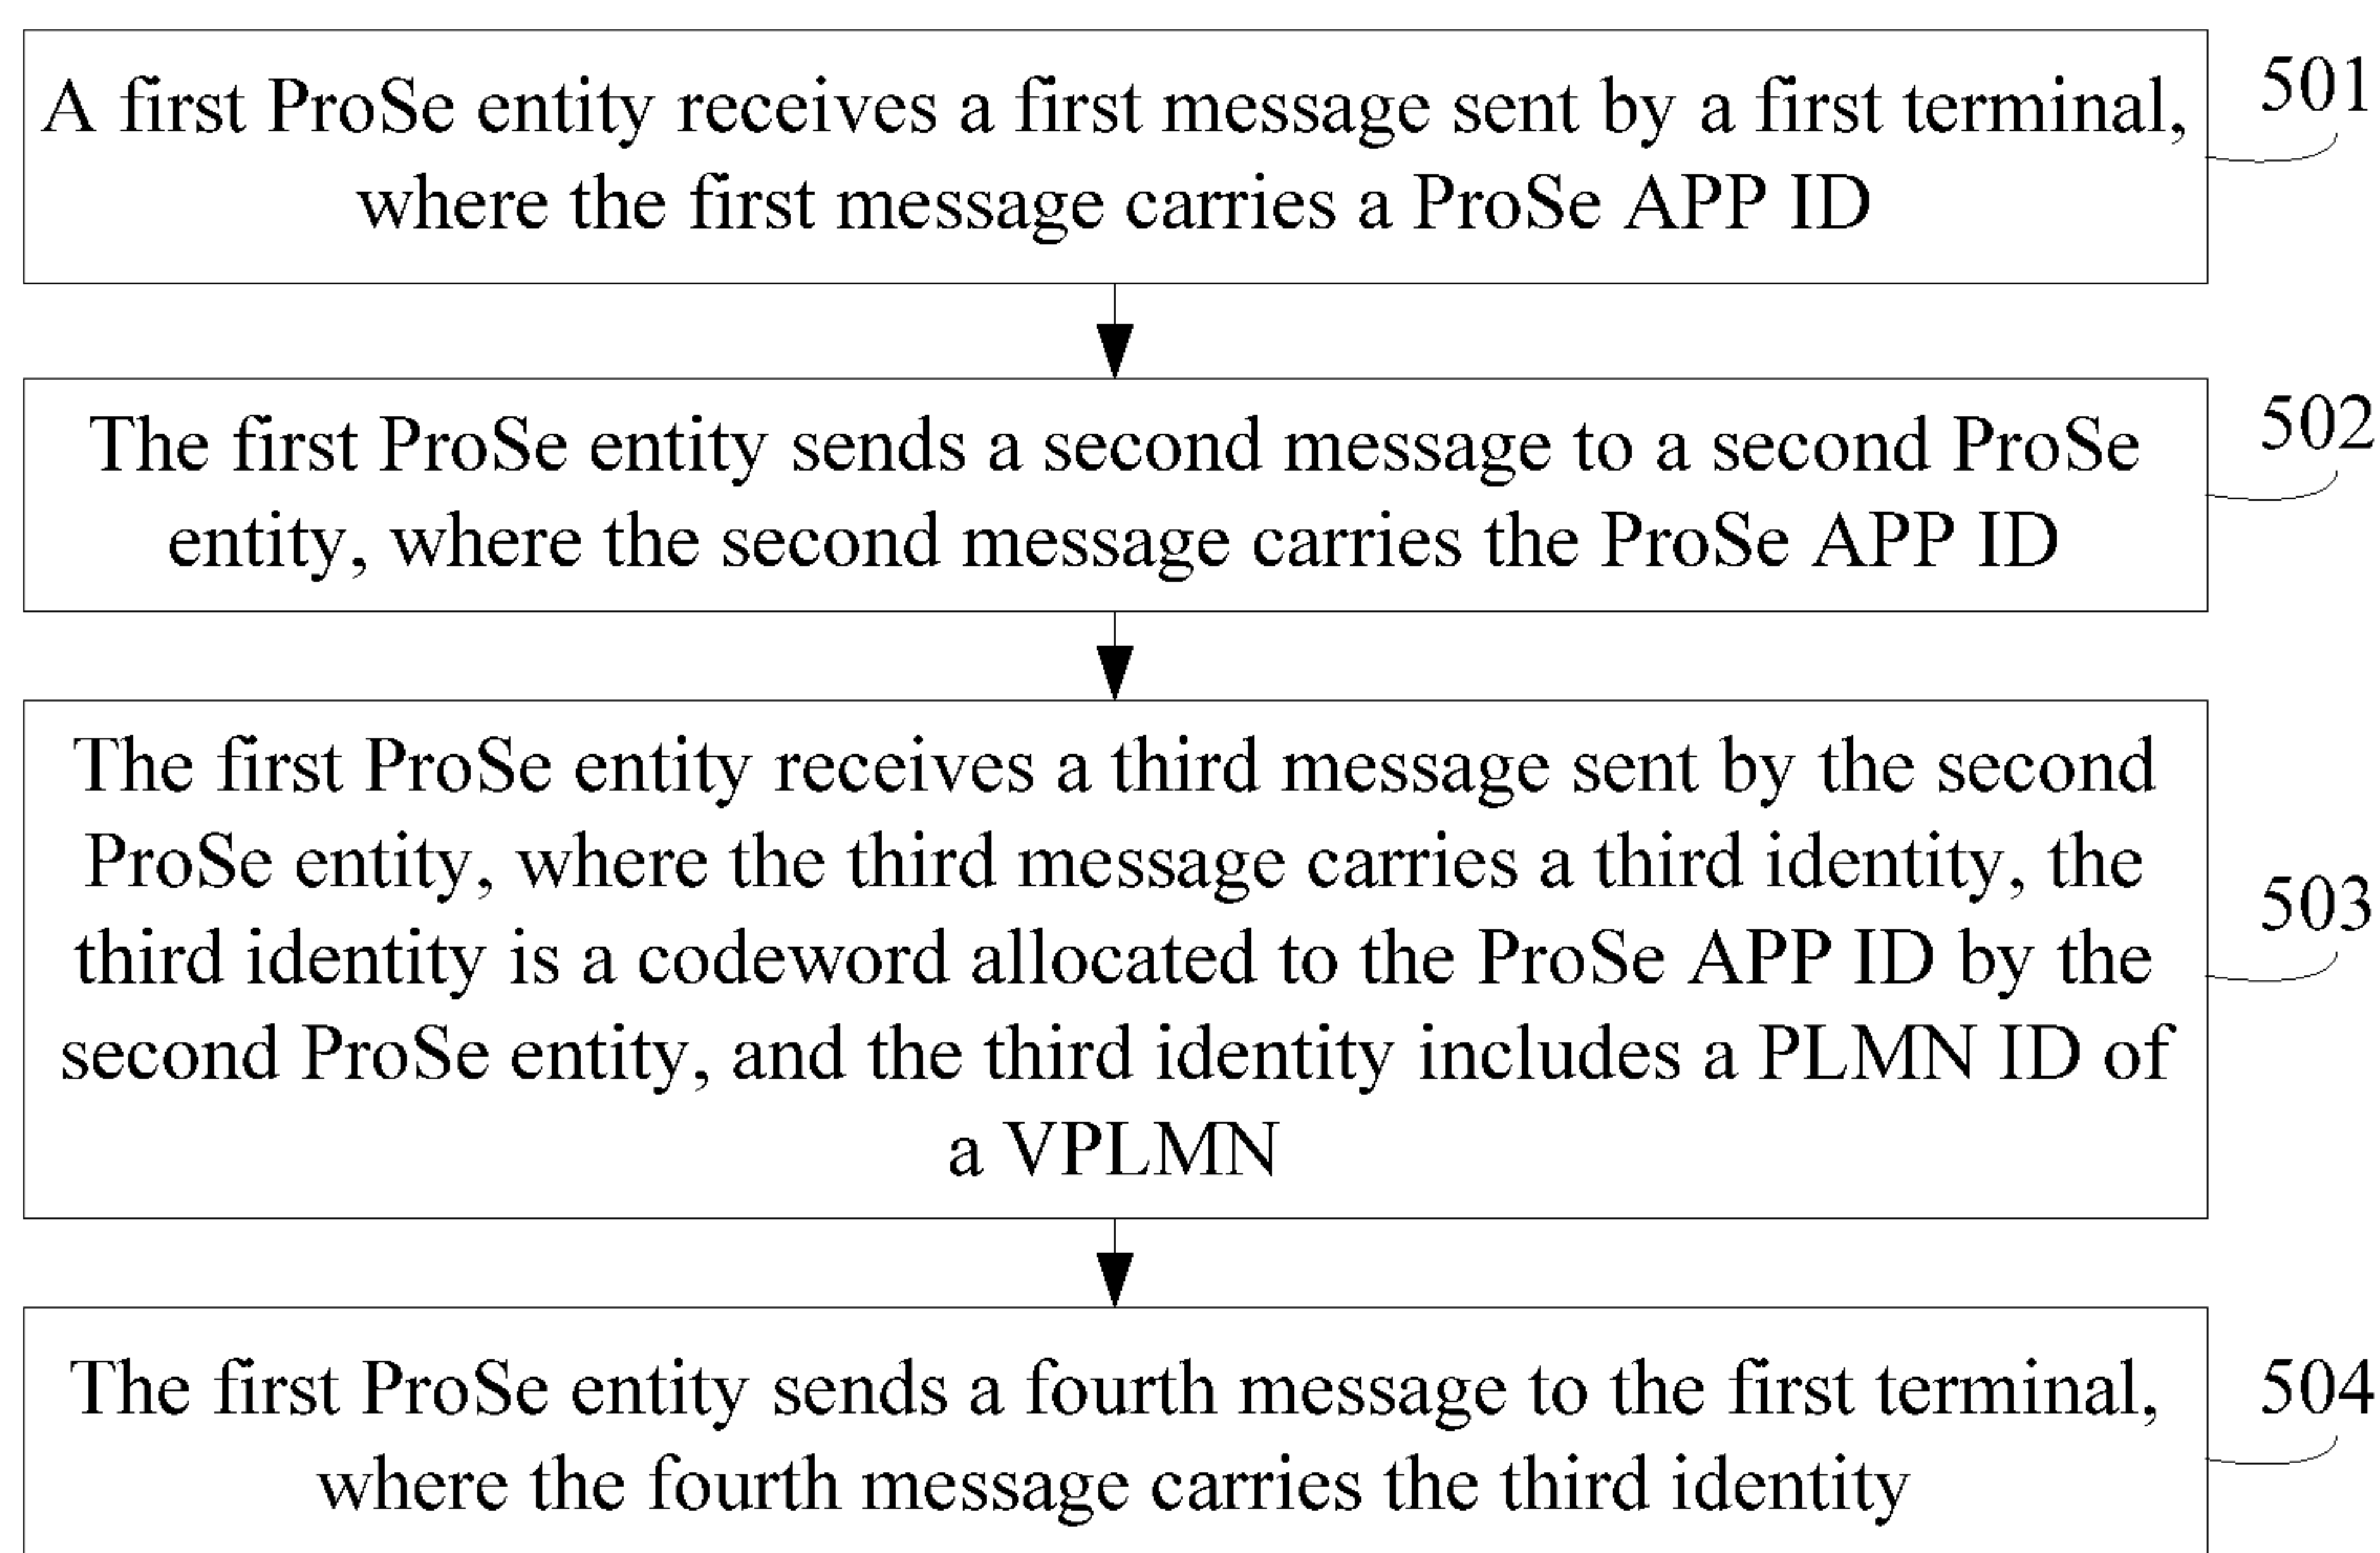 A first ProSe entity receives a first message sent by a first terminal,
where the first message carries a ProSe APP ID
501
The first ProSe entity sends a second message to a second ProSe
entity, where the second message carries the ProSe APP ID
502
The first ProSe entity receives a third message sent by the second
ProSe entity, where the third message carries a third identity, the
third identity is a codeword allocated to the ProSe APP ID by the
second ProSe entity, and the third identity includes a PLMN ID of
a VPLMN
503
The first ProSe entity sends a fourth message to the first terminal,
where the fourth message carries the third identity
504